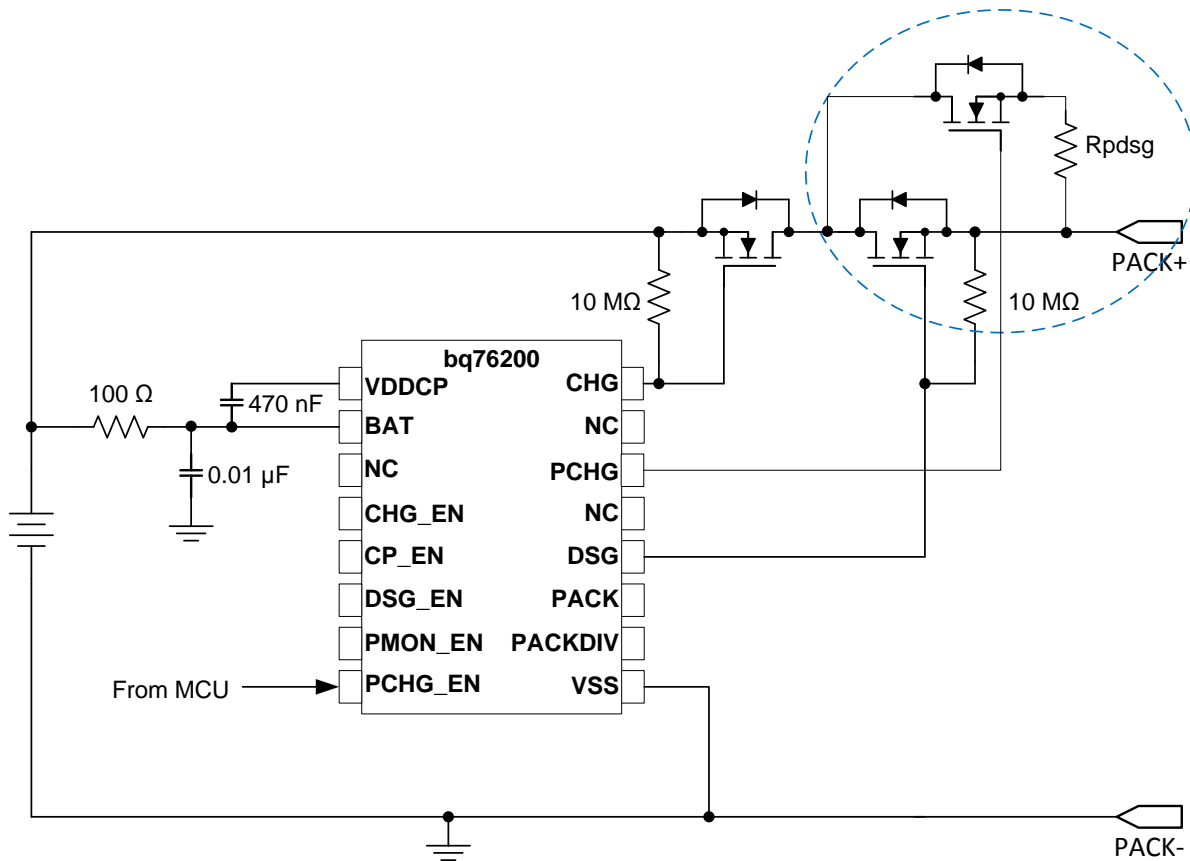 Rpdsg
PACK+
10 MΩ
10 MΩ
bq76200
100 Ω
470 nF
0.01 µF
VDDCP
BAT
NC
CHG_EN
CP_EN
DSG_EN
PMON_EN
PCHG_EN
CHG
NC
PCHG
NC
DSG
PACK
PACKDIV
VSS
From MCU
PACK-